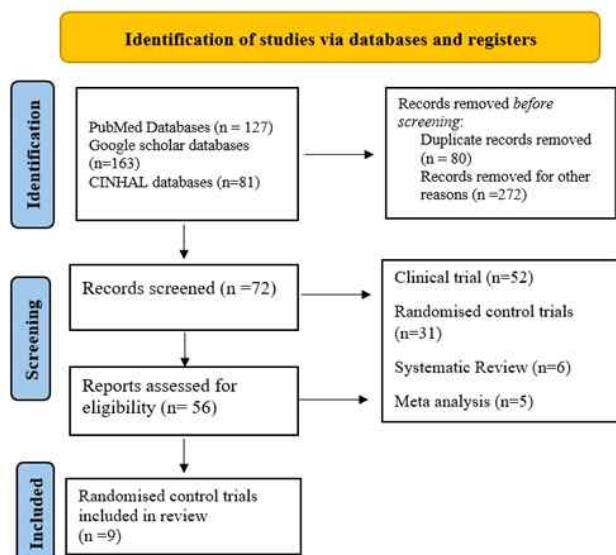 Identification of studies via databases and registers
Identification
PubMed Databases (n = 127)
Google scholar databases
(n=163)
CINHAL databases (n=81)
Records removed before
screening:
Duplicate records removed
(n = 80)
Records removed for other
reasons (n =272)
Screening
Records screened (n =72)
Clinical trial (n=52)
Randomised control trials
(n=31)
Systematic Review (n=6)
Meta analysis (n=5)
Reports assessed for
eligibility (n= 56)
Included
Randomised control trials
included in review
(n =9)